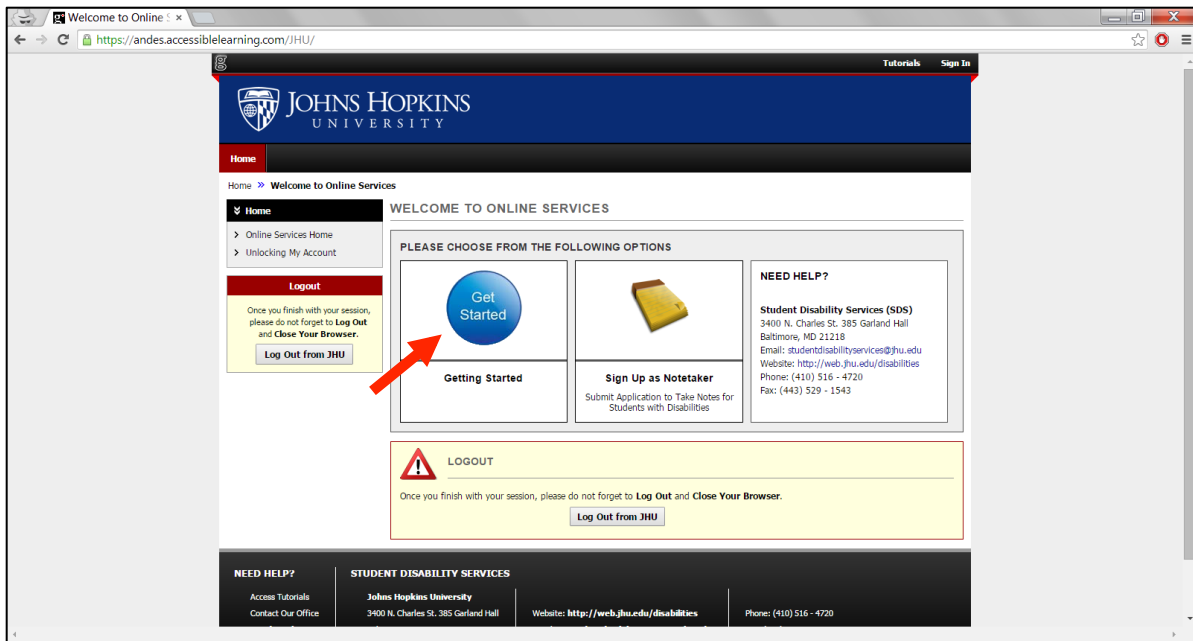 Welcome to Online S
https://andes.accessiblelearning.com/JHU/
g
Tutorials Sign In
JOHNS HOPKINS
UNIVERSITY
Home
Home » Welcome to Online Services
Home
Online Services Home
Unlocking My Account
Logout
Once you finish with your session,
please do not forget to Log Out
and Close Your Browser.
Log Out from JHU
WELCOME TO ONLINE SERVICES
PLEASE CHOOSE FROM THE FOLLOWING OPTIONS
Get
Started
Getting Started
Sign Up as Notetaker
Submit Application to Take Notes for
Students with Disabilities
NEED HELP?
Student Disability Services (SDS)
3400 N. Charles St. 385 Garland Hall
Baltimore, MD 21218
Email: studentdisabilityservices@jhu.edu
Website: http://web.jhu.edu/disabilities
Phone: (410) 516 - 4720
Fax: (443) 529 - 1543
LOGOUT
Once you finish with your session, please do not forget to Log Out and Close Your Browser.
Log Out from JHU
NEED HELP?
Access Tutorials
Contact Our Office
STUDENT DISABILITY SERVICES
Johns Hopkins University
3400 N. Charles St. 385 Garland Hall
Website: http://web.jhu.edu/disabilities
Phone: (410) 516 - 4720